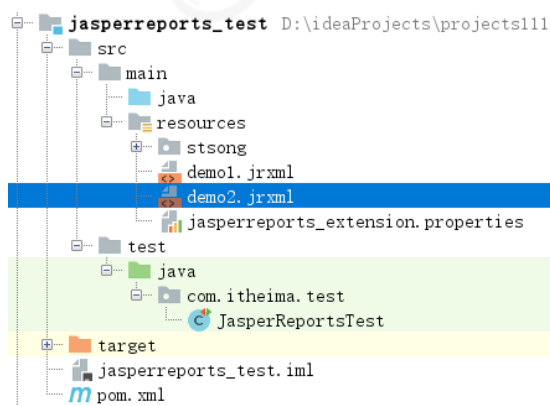 jasperreports_test D:\ideaProjects\projects111
src
main
java
resources
stsong
demo1.jrxml
demo2.jrxml
jasperreports_extension.properties
test
java
com.itheima.test
JasperReportsTest
target
jasperreports_test.iml
pom.xml